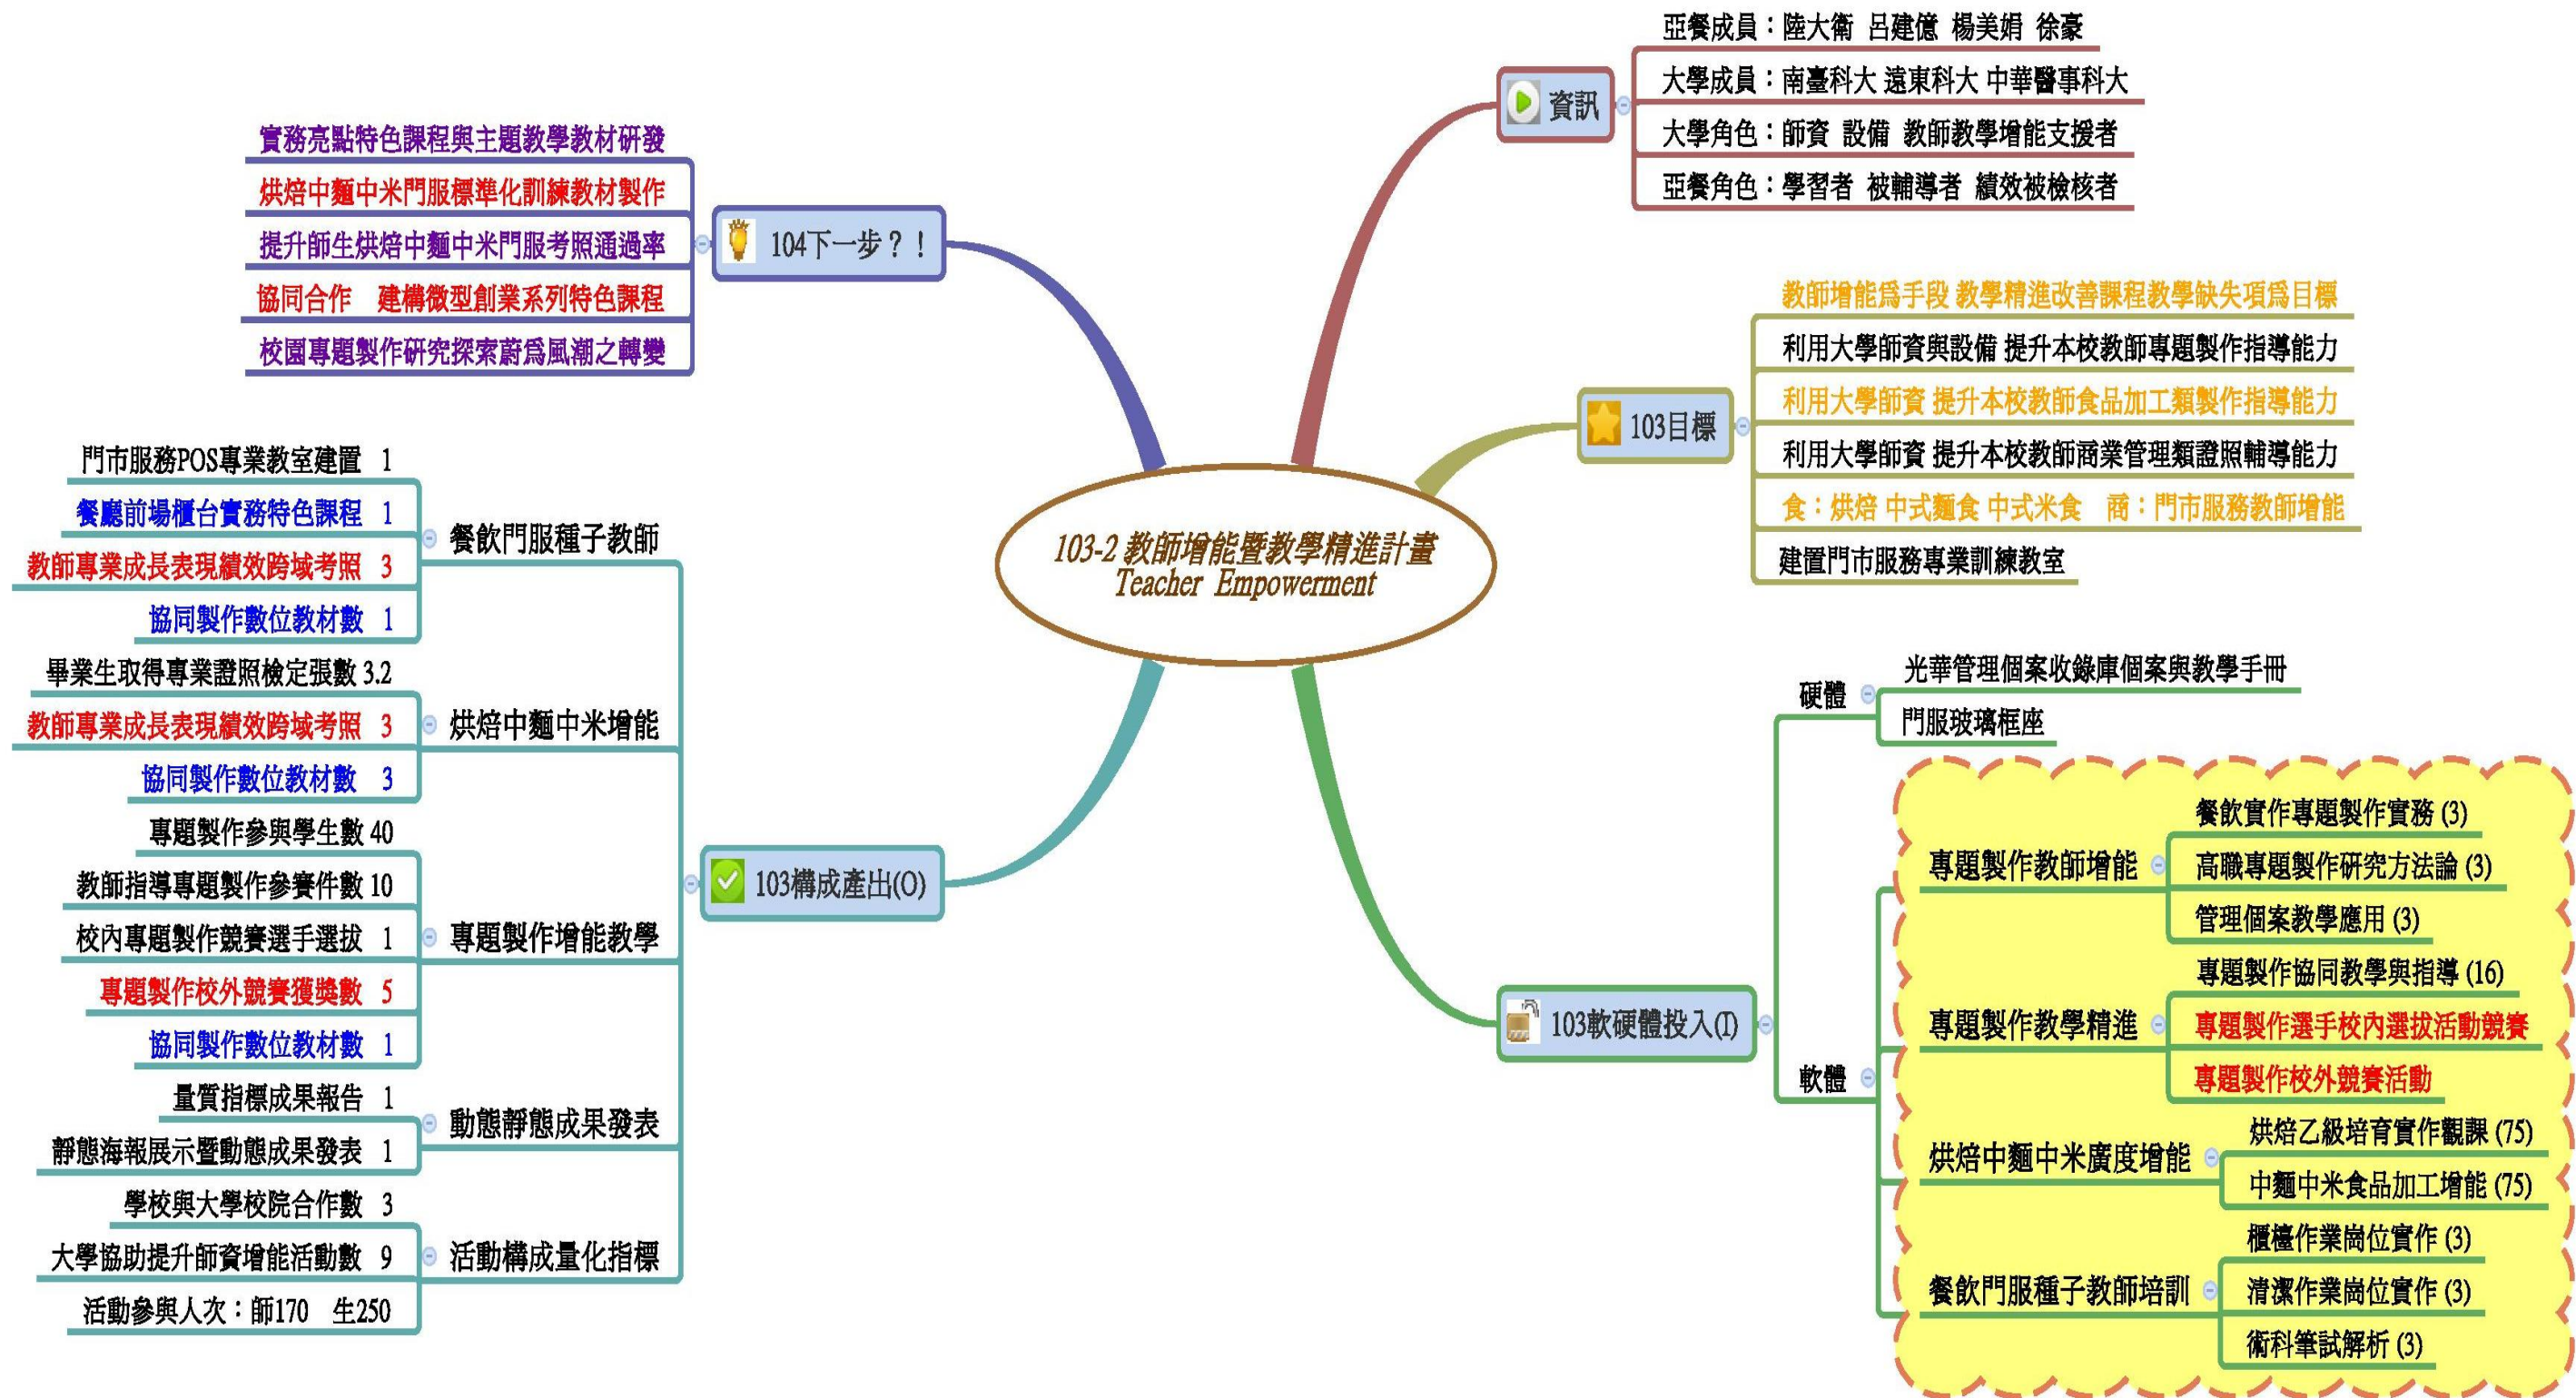 103-2 教師增能暨教學精進計畫
Teacher Empowerment
資訊
亞餐成員：陸大衛 呂建億 楊美娟 徐豪
大學成員：南臺科大 遠東科大 中華醫事科大
大學角色：師資 設備 教師教學增能支援者
亞餐角色：學習者 被輔導者 績效被檢核者
103目標
教師增能為手段 教學精進改善課程教學缺失項為目標
利用大學師資與設備 提升本校教師專題製作指導能力
利用大學師資 提升本校教師食品加工類製作指導能力
利用大學師資 提升本校教師商業管理類證照輔導能力
食：烘焙 中式麵食 中式米食 商：門市服務教師增能
建置門市服務專業訓練教室
103軟硬體投入(I)
硬體
光華管理個案收錄庫個案與教學手冊
門服玻璃框座
軟體
專題製作教師增能
餐飲實作專題製作實務 (3)
高職專題製作研究方法論 (3)
管理個案教學應用 (3)
專題製作教學精進
專題製作協同教學與指導 (16)
專題製作選手校內選拔活動競賽
專題製作校外競賽活動
烘焙中麵中米廣度增能
烘焙乙級培育實作觀課 (75)
中麵中米食品加工增能 (75)
餐飲門服種子教師培訓
櫃檯作業崗位實作 (3)
清潔作業崗位實作 (3)
術科筆試解析 (3)
104下一步？！
實務亮點特色課程與主題教學教材研發
烘焙中麵中米門服標準化訓練教材製作
提升師生烘焙中麵中米門服考照通過率
協同合作 建構微型創業系列特色課程
校園專題製作研究探索蔚為風潮之轉變
103構成產出(O)
餐飲門服種子教師
門市服務POS專業教室建置 1
餐廳前場櫃台實務特色課程 1
教師專業成長表現績效跨域考照 3
協同製作數位教材數 1
烘焙中麵中米增能
畢業生取得專業證照檢定張數 3.2
教師專業成長表現績效跨域考照 3
協同製作數位教材數 3
專題製作增能教學
專題製作參與學生數 40
教師指導專題製作參賽件數 10
校內專題製作競賽選手選拔 1
專題製作校外競賽獲獎數 5
協同製作數位教材數 1
動態靜態成果發表
量質指標成果報告 1
靜態海報展示暨動態成果發表 1
活動構成量化指標
學校與大學校院合作數 3
大學協助提升師資增能活動數 9
活動參與人次：師170 生250